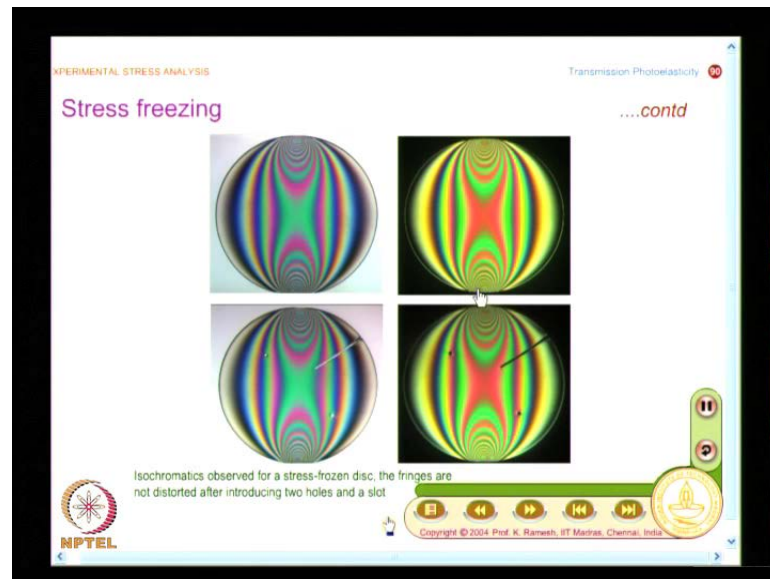 XPERIMENTAL STRESS ANALYSIS
Transmission Photoelasticity 90
Stress freezing
....contd
Isochromatics observed for a stress-frozen disc, the fringes are
not distorted after introducing two holes and a slot
Copyright © 2004 Prof. K. Ramesh, IIT Madras, Chennai, India
NPTEL